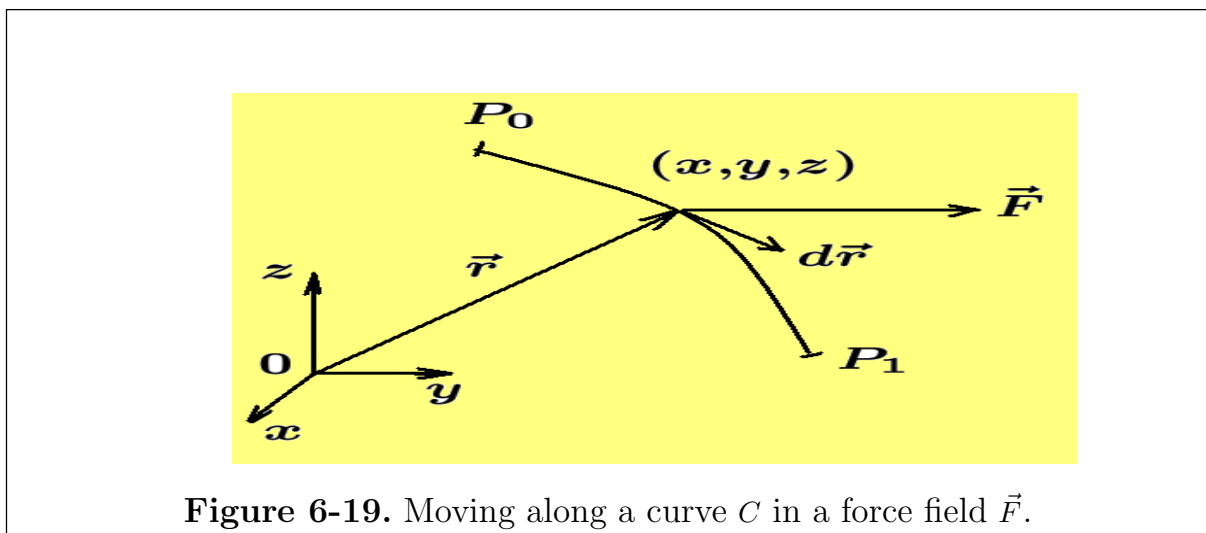 P₀
(x,y,z)
F⃗
r⃗
dr⃗
z
0
P₁
y
x
Figure 6-19. Moving along a curve C in a force field F⃗.